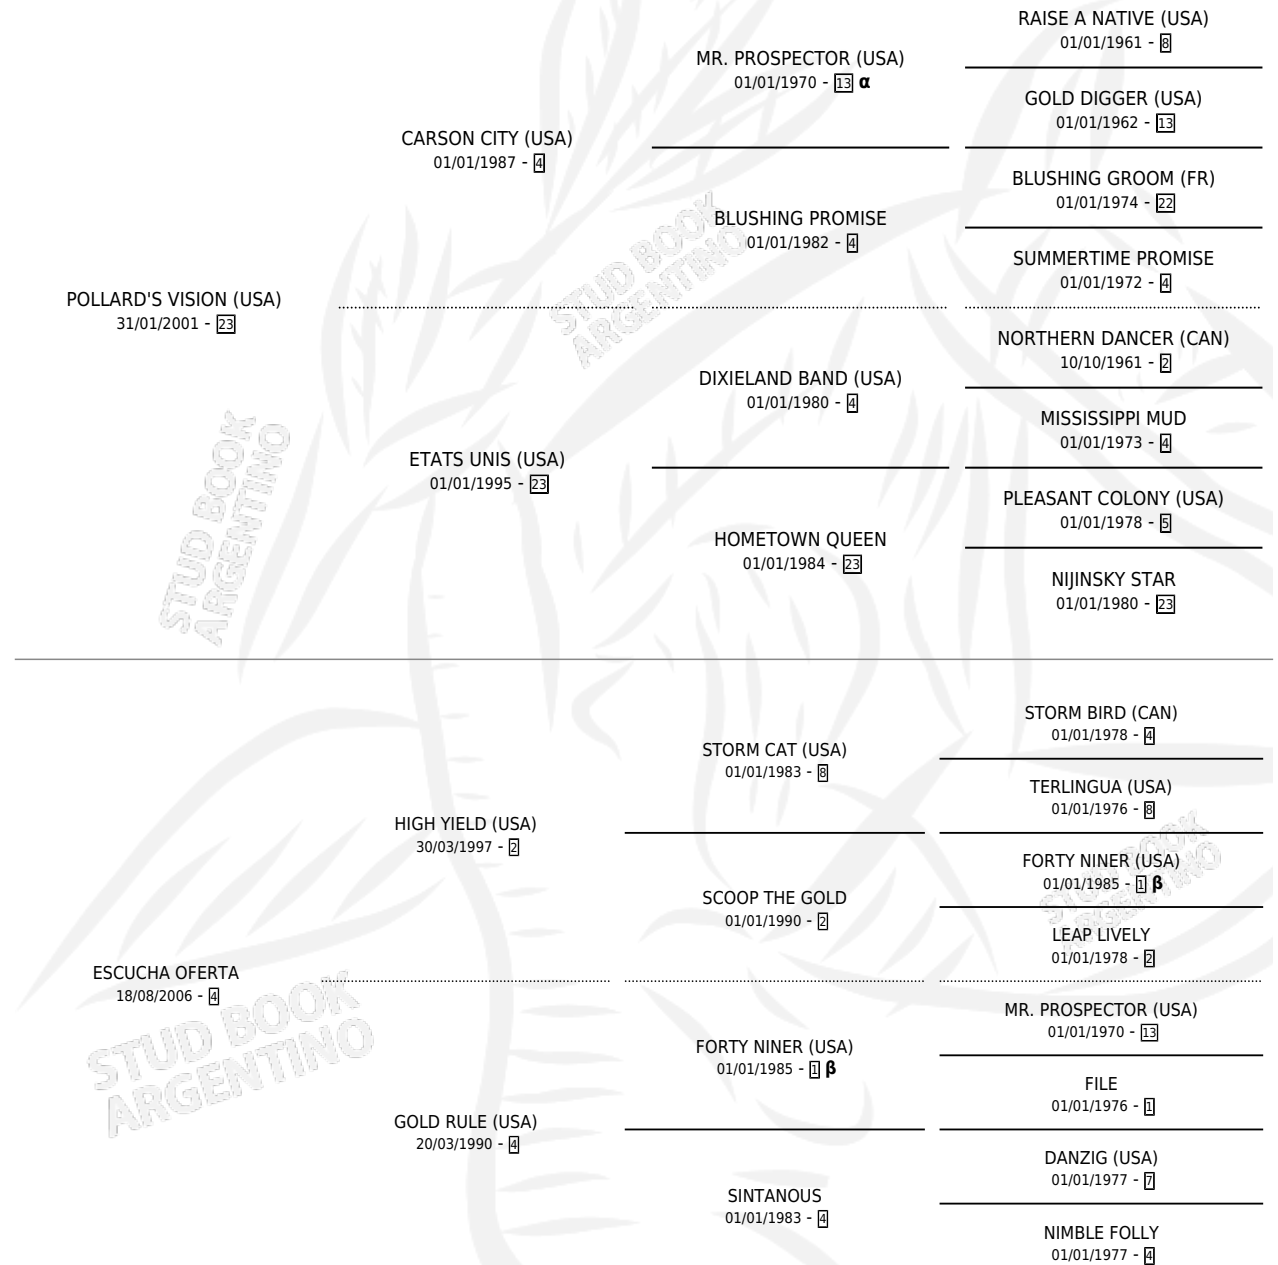 RAISE A NATIVE (USA)
01/01/1961 - 8
MR. PROSPECTOR (USA)
01/01/1970 - 13 α
GOLD DIGGER (USA)
01/01/1962 - 13
CARSON CITY (USA)
01/01/1987 - 4
BLUSHING GROOM (FR)
01/01/1974 - 22
BLUSHING PROMISE
01/01/1982 - 4
SUMMERTIME PROMISE
01/01/1972 - 4
POLLARD'S VISION (USA)
31/01/2001 - 23
STUD BOOK
ARGENTINO
NORTHERN DANCER (CAN)
10/10/1961 - 2
DIXIELAND BAND (USA)
01/01/1980 - 4
MISSISSIPPI MUD
01/01/1973 - 4
ETATS UNIS (USA)
01/01/1995 - 23
PLEASANT COLONY (USA)
01/01/1978 - 5
HOMETOWN QUEEN
01/01/1984 - 23
NIJINSKY STAR
01/01/1980 - 23
STUD BOOK
ARGENTINO
STORM BIRD (CAN)
01/01/1978 - 4
STORM CAT (USA)
01/01/1983 - 8
TERLINGUA (USA)
01/01/1976 - 8
HIGH YIELD (USA)
30/03/1997 - 2
FORTY NINER (USA)
01/01/1985 - 1 β
SCOOP THE GOLD
01/01/1990 - 2
LEAP LIVELY
01/01/1978 - 2
STUD BOOK
ARGENTINO
ESCUCHA OFERTA
18/08/2006 - 4
STUD BOOK
ARGENTINO
MR. PROSPECTOR (USA)
01/01/1970 - 13
FORTY NINER (USA)
01/01/1985 - 1 β
FILE
01/01/1976 - 1
GOLD RULE (USA)
20/03/1990 - 4
DANZIG (USA)
01/01/1977 - 7
SINTANOUS
01/01/1983 - 4
NIMBLE FOLLY
01/01/1977 - 4